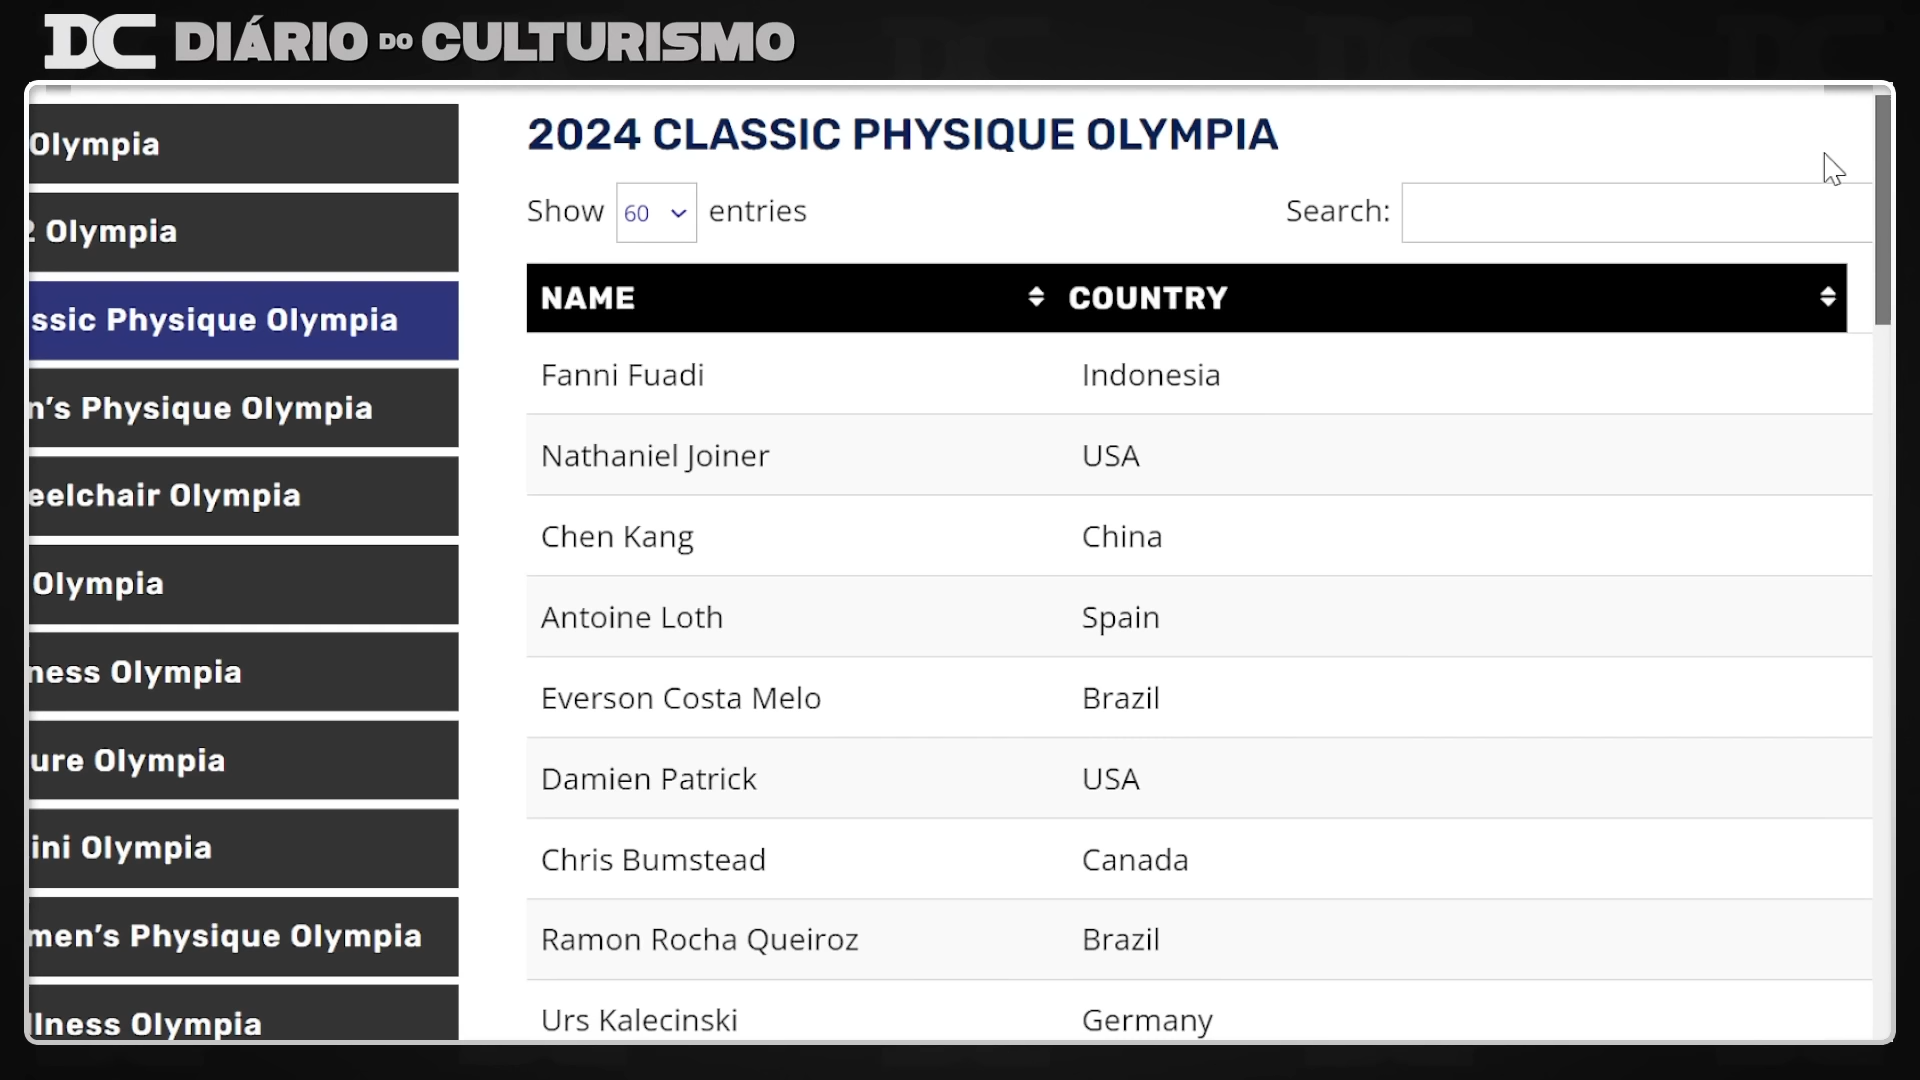 DC DIÁRIO DO CULTURISMO
Olympia
2 Olympia
ssic Physique Olympia
n's Physique Olympia
eelchair Olympia
Olympia
ness Olympia
ure Olympia
ini Olympia
men's Physique Olympia
llness Olympia
2024 CLASSIC PHYSIQUE OLYMPIA
Show 60 entries Search:
NAME COUNTRY
Fanni Fuadi Indonesia
Nathaniel Joiner USA
Chen Kang China
Antoine Loth Spain
Everson Costa Melo Brazil
Damien Patrick USA
Chris Bumstead Canada
Ramon Rocha Queiroz Brazil
Urs Kalecinski Germany